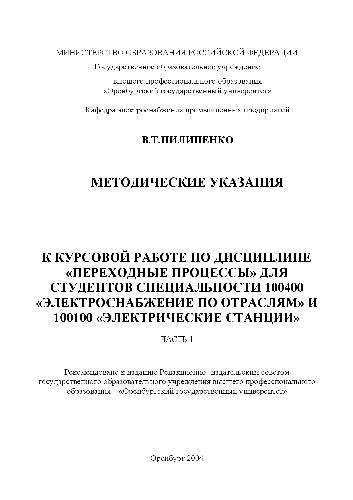 МИНИСТЕРСТВО ОБРАЗОВАНИЯ РОССИЙСКОЙ ФЕДЕРАЦИИ
Государственное образовательное учреждение
высшего профессионального образования
«Оренбургский государственный университет»
Кафедра электроснабжения промышленных предприятий
В.Т.ПИЛИПЕНКО
МЕТОДИЧЕСКИЕ УКАЗАНИЯ
К КУРСОВОЙ РАБОТЕ ПО ДИСЦИПЛИНЕ
«ПЕРЕХОДНЫЕ ПРОЦЕССЫ» ДЛЯ
СТУДЕНТОВ СПЕЦИАЛЬНОСТИ 100400
«ЭЛЕКТРОСНАБЖЕНИЕ ПО ОТРАСЛЯМ» И
100100 «ЭЛЕКТРИЧЕСКИЕ СТАНЦИИ»
ЧАСТЬ 1
Рекомендовано к изданию Редакционно-издательским советом
государственного образовательного учреждения высшего профессионального
образования – «Оренбургский государственный университет»
Оренбург 2004